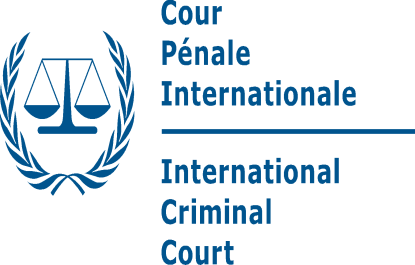 Cour
Pénale
Internationale
International
Criminal
Court